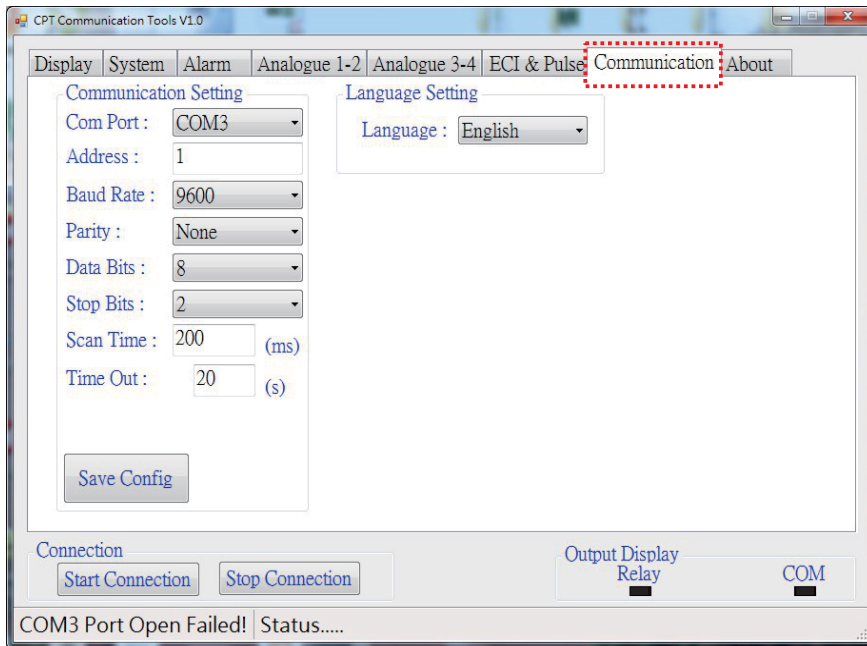 CPT Communication Tools V1.0
Display System Alarm Analogue 1-2 Analogue 3-4 ECI & Pulse Communication About
Communication Setting
Com Port : COM3
Address : 1
Baud Rate : 9600
Parity : None
Data Bits : 8
Stop Bits : 2
Scan Time : 200 (ms)
Time Out : 20 (s)
Save Config
Language Setting
Language : English
Connection
Start Connection Stop Connection
Output Display
Relay COM
COM3 Port Open Failed! Status.....